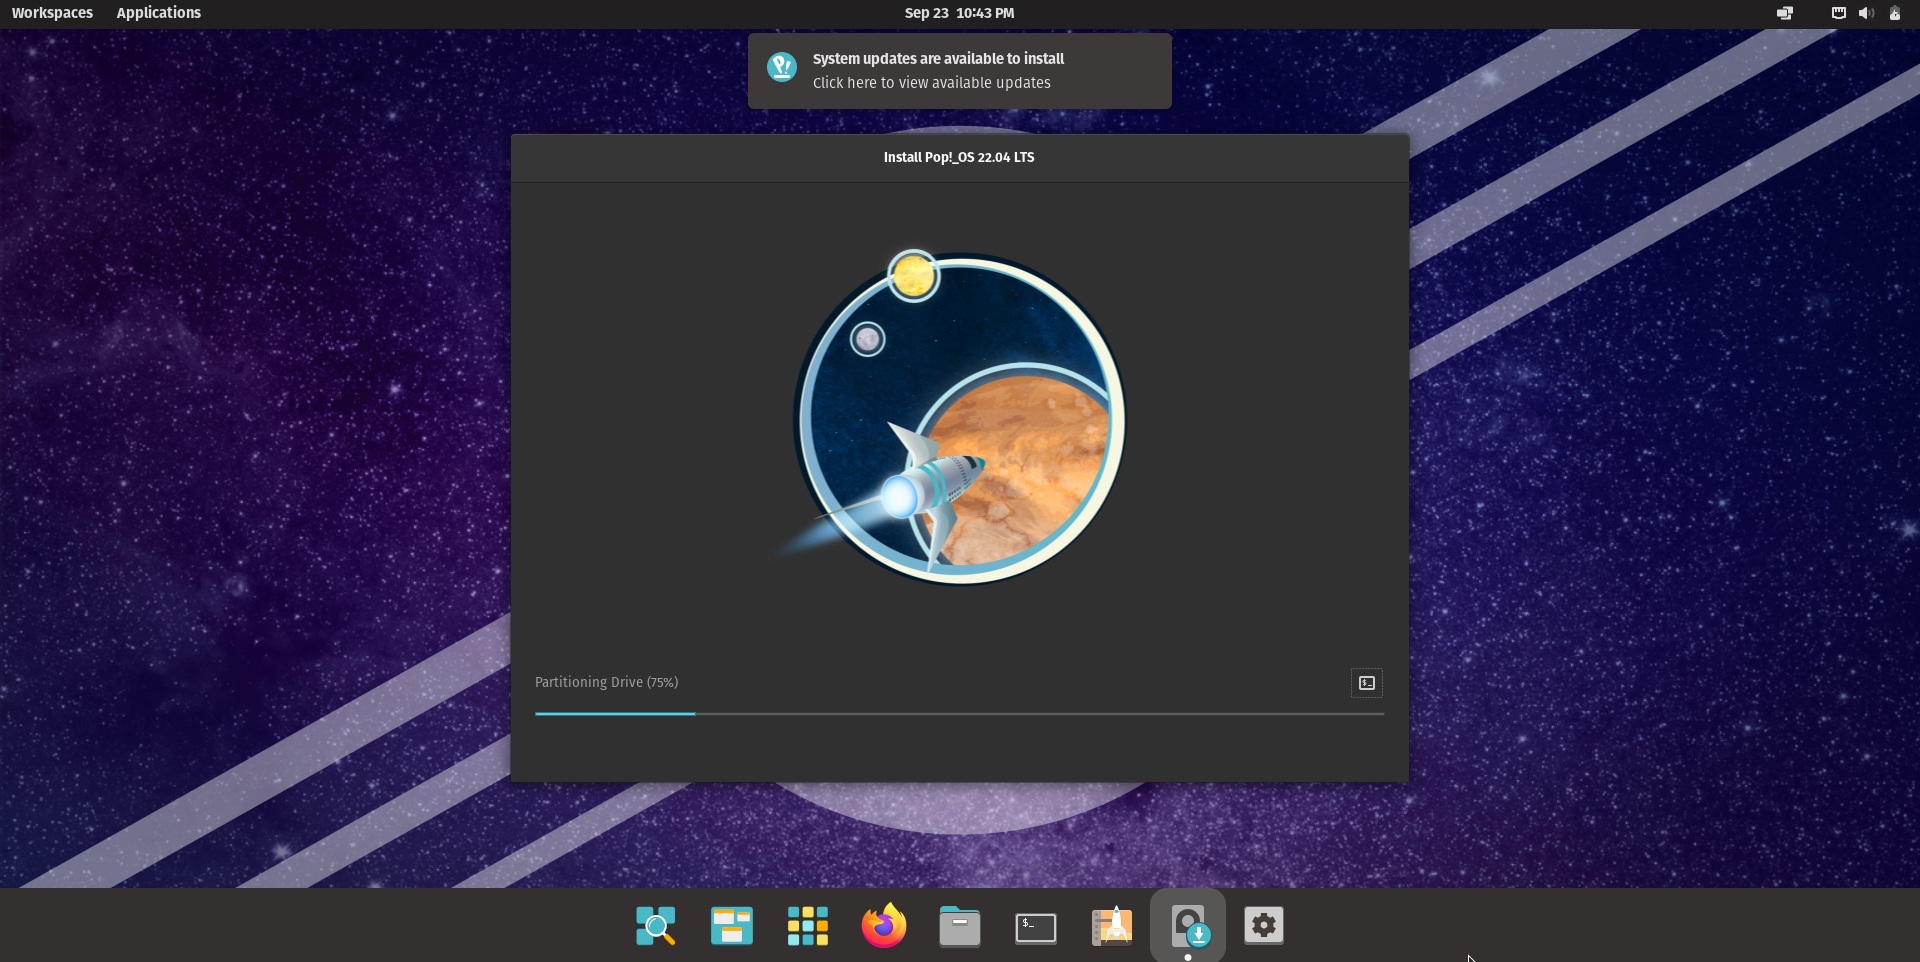 Workspaces Applications Sep 23 10:43 PM
System updates are available to install
Click here to view available updates
Install Pop!_OS 22.04 LTS
Partitioning Drive (75%)
$_
$_